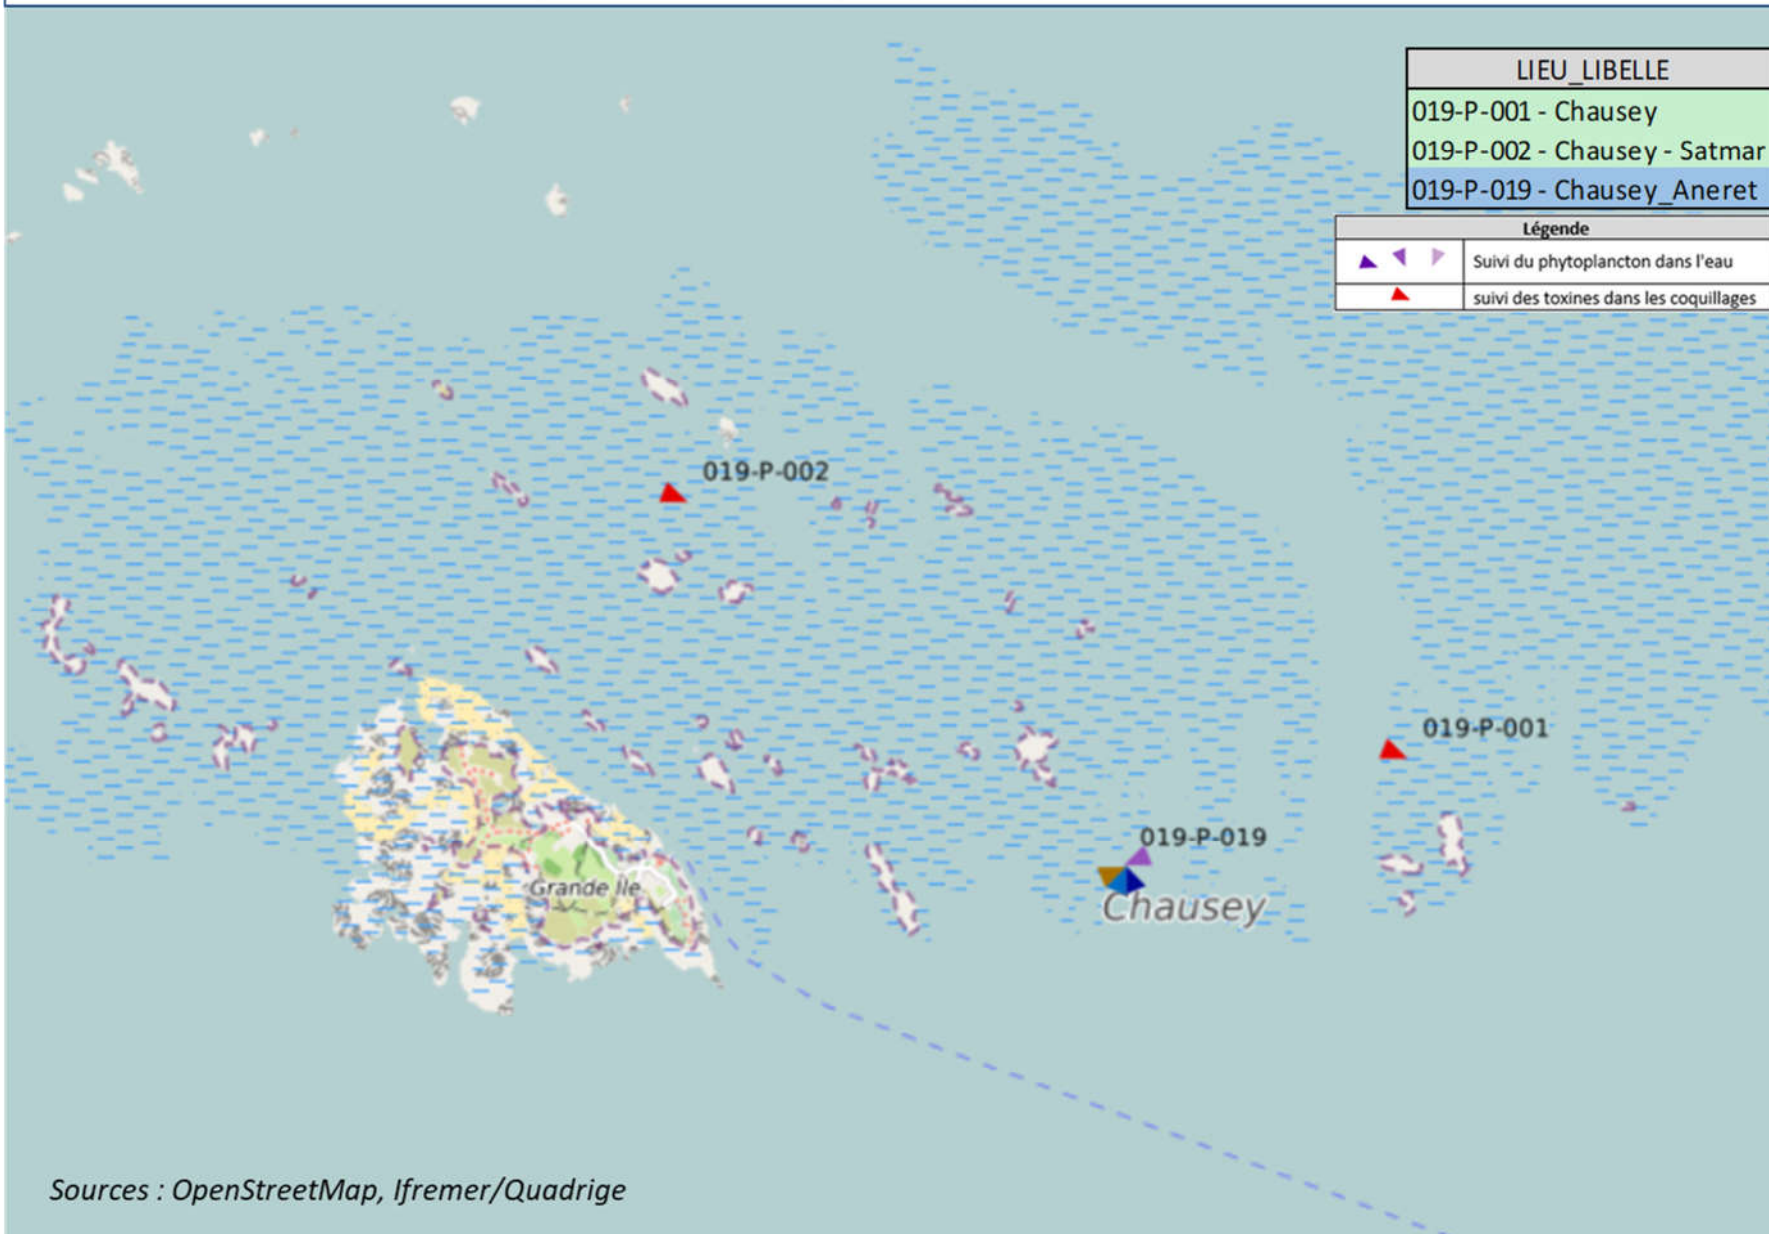 LIEU_LIBELLE
019-P-001 - Chausey
019-P-002 - Chausey - Satmar
019-P-019 - Chausey_Aneret
Légende
Suivi du phytoplancton dans l'eau
suivi des toxines dans les coquillages
019-P-002
019-P-001
019-P-019
Grande Ile
Chausey
Sources : OpenStreetMap, Ifremer/Quadrige